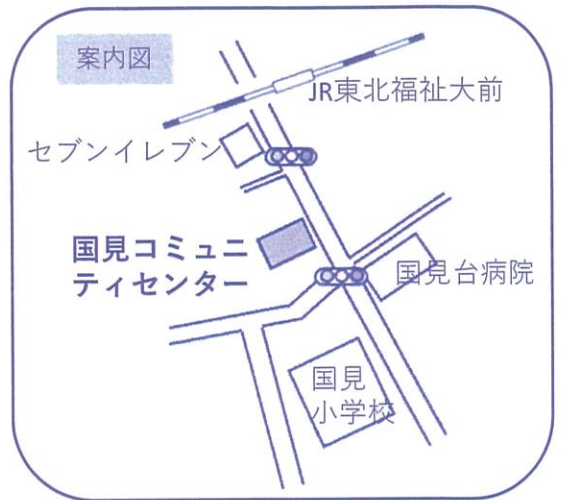 案内図
JR東北福祉大前
セブンイレブン
国見コミュニ
ティセンター
国見台病院
国見
小学校